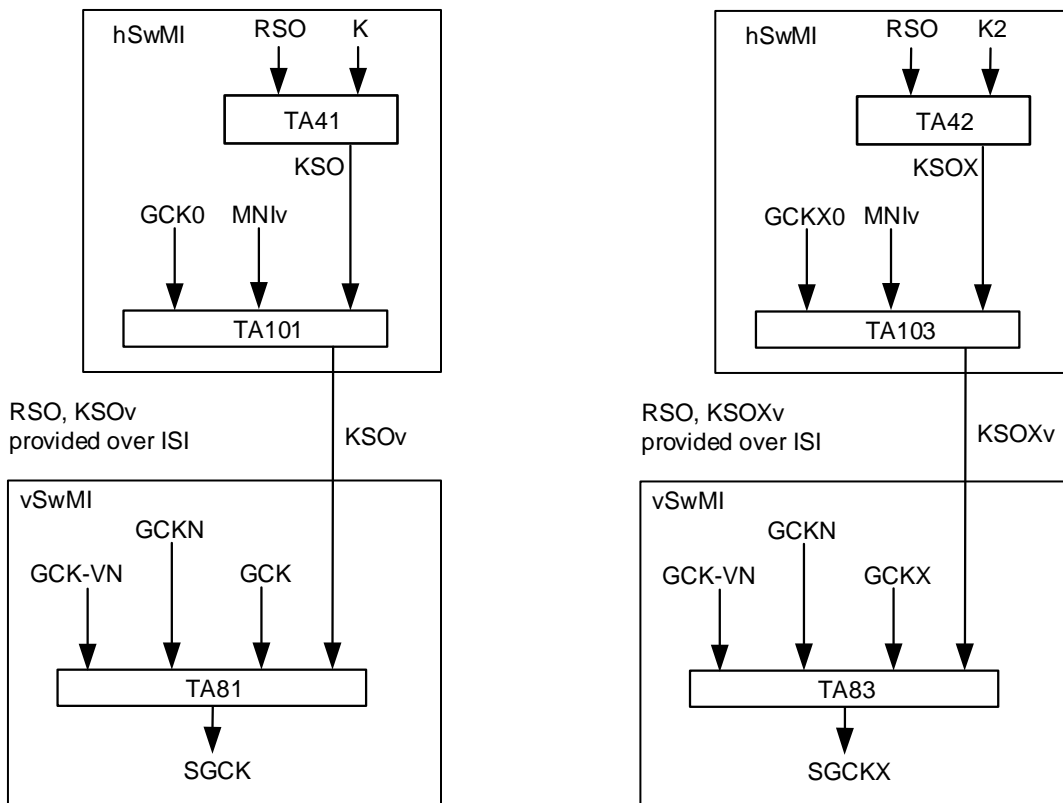 hSwMI
RSO
K
TA41
KSO
GCK0
MNIv
TA101
RSO, KSOv
provided over ISI
KSOv
vSwMI
GCKN
GCK-VN
GCK
TA81
SGCK
hSwMI
RSO
K2
TA42
KSOX
GCKX0
MNIv
TA103
RSO, KSOXv
provided over ISI
KSOXv
vSwMI
GCKN
GCK-VN
GCKX
TA83
SGCKX